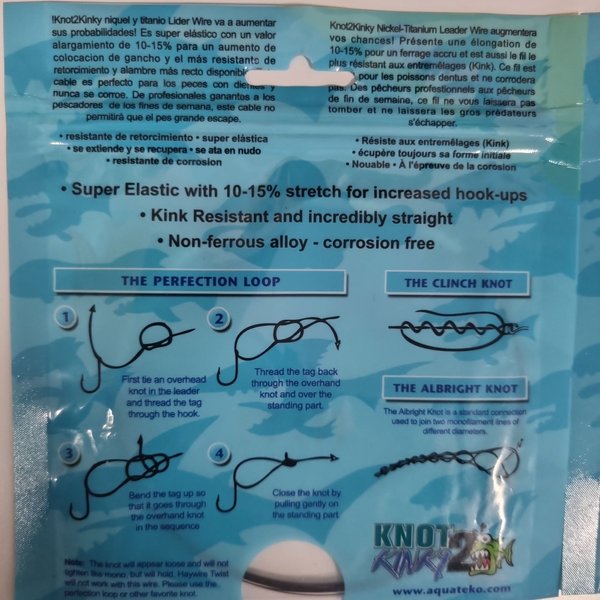 !Knot2Kinky niquel y titanio Lider Wire va a aumentar
sus probabilidades! Es super elástico con un valor
alargamiento de 10-15% para un aumento de
colocacion de gancho y el más resistante de
retorcimiento y alambre más recto disponible
cable es perfecto para los peces con dientes y
nunca se corroe. De profesionales ganantos a los
pescadores de los fines de semana, este cable no
permitirá que el pes grande escape.
• resistante de retorcimiento • super elástica
• se extiende y se recupera • se ata en nudo
• resistante de corrosion
Knot2Kinky Nickel-Titanium Leader Wire augmentera
vos chances! Présente une élongation de
10-15% pour un ferrage accru et est aussi le fil le
plus résistant aux entremêlages (Kink). Ce fil est
pour les poissons dentus et ne corrodera
pas. Des pêcheurs professionnels aux pêcheurs
de fin de semaine, ce fil ne vous laissera pas
tomber et ne laissera les gros prédateurs
s'échapper.
• Résiste aux entremêlages (Kink)
• écupère toujours sa forme initiale
• Nouable • À l'épreuve de la corosion
• Super Elastic with 10-15% stretch for increased hook-ups
• Kink Resistant and incredibly straight
• Non-ferrous alloy - corrosion free
THE PERFECTION LOOP
1
First tie an overhead
knot in the leader
and thread the tag
through the hook.
2
Thread the tag back
through the overhand
knot and over the
standing part.
3
Bend the tag up so
that it goes through
the overhand knot
in the sequence
4
Close the knot by
pulling gently on
the standing part.
Note: The knot will appear loose and will not
tighten like mono, but will hold. Haywire Twist
will not work with this wire. Please use the
perfection loop or other favorite knot.
THE CLINCH KNOT
THE ALBRIGHT KNOT
The Albright Knot is a standard connection
used to join two monofilament lines of
different diameters.
KNOT
2
KINKY
www.aquateko.com